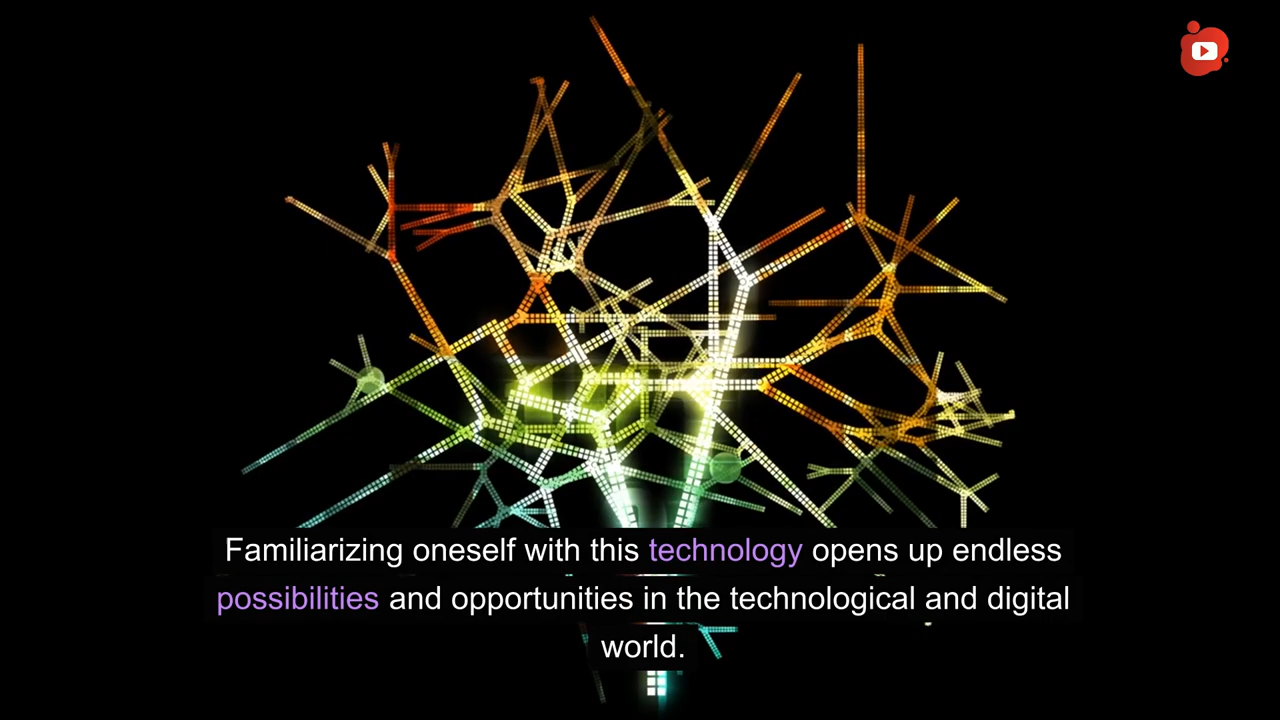 Familiarizing oneself with this technology opens up endless
possibilities and opportunities in the technological and digital
world.